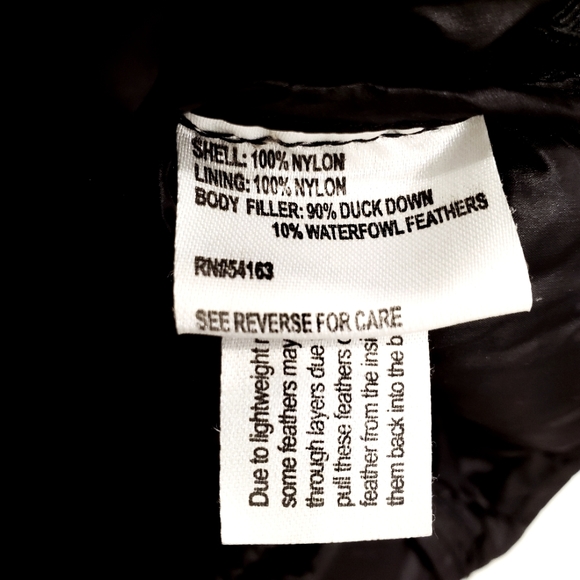 SHELL: 100% NYLON
LINING: 100% NYLON
BODY FILLER: 90% DUCK DOWN
10% WATERFOWL FEATHERS
RN#54163
SEE REVERSE FOR CARE
Due to lightweight
some feathers may
through layers due
pull these feathers
feather from the
them back into the